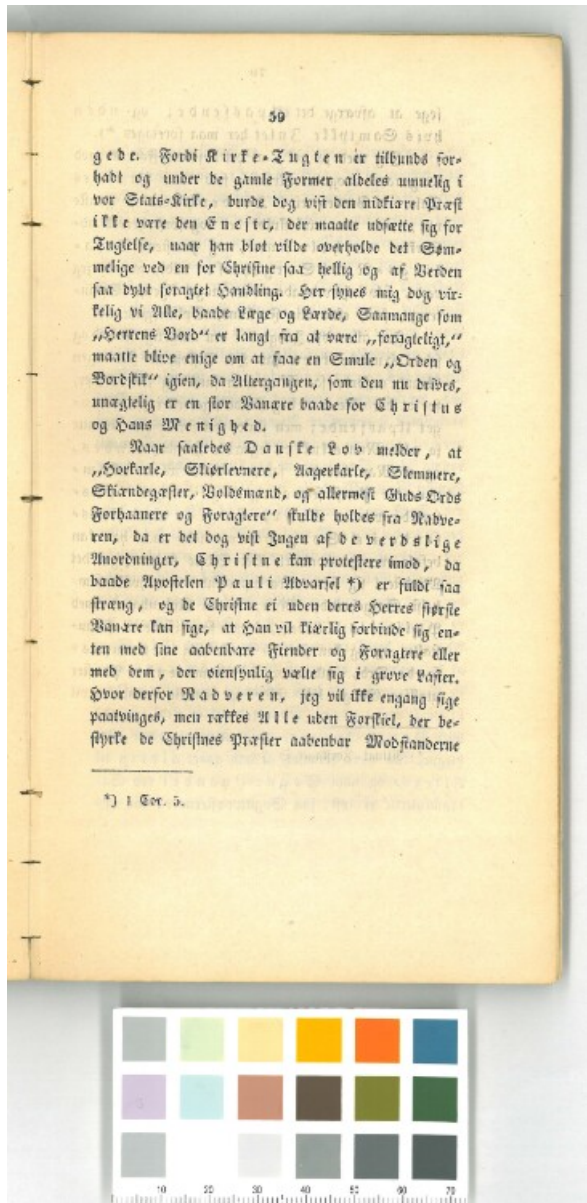 59
gede. Fordi Kirke-Tugten er tilbunds for-
hadt og under de gamle Former aldeles umuelig i
vor Stats-Kirke, burde dog vist den nidkiære Præst
ikke være den Eneste, der maatte udsætte sig for
Tugtelse, naar han blot vilde overholde det Søm-
melige ved en for Christne saa hellig og af Verden
saa dybt foragtet Handling. Her synes mig dog vir-
kelig vi Alle, baade Læge og Lærde, Saamange som
„Herrens Bord“ er langt fra at være „foragteligt,“
maatte blive enige om at faae en Smule „Orden og
Bordskik“ igien, da Altergangen, som den nu drives,
unægtelig er en stor Vanære baade for Christus
og Hans Menighed.
Naar saaledes Danske Lov melder, at
„Horkarle, Skiørlevnere, Aagerkarle, Slemmere,
Skiændegæster, Voldsmænd, og allermest Guds Ords
Forhaanere og Foragtere“ skulde holdes fra Nadve-
ren, da er det dog vist Ingen af de verdslige
Anordninger, Christne kan protestere imod, da
baade Apostelen Pauli Advarsel *) er fuldt saa
stræng, og de Christne ei uden deres Herres største
Vanære kan sige, at Han vil kiærlig forbinde sig en-
ten med sine aabenbare Fiender og Foragtere eller
med dem, der øiensynlig vælte sig i grove Laster.
Hvor derfor Nadveren, jeg vil ikke engang sige
paatvinges, men rækkes Alle uden Forskiel, der be-
styrke de Christnes Præster aabenbar Modstanderne
*) 1 Cor. 5.
10 20 30 40 50 60 70